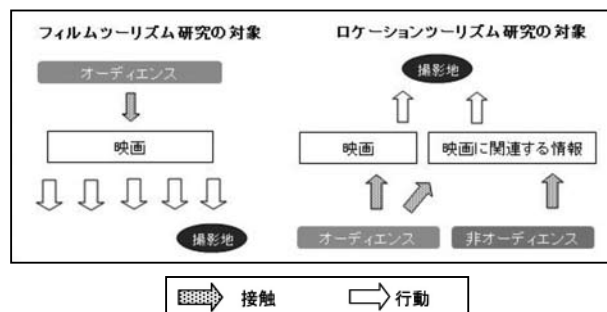 フィルムツーリズム研究の対象
オーディエンス
映画
撮影地
ロケーションツーリズム研究の対象
撮影地
映画
映画に関連する情報
オーディエンス
非オーディエンス
接触
行動